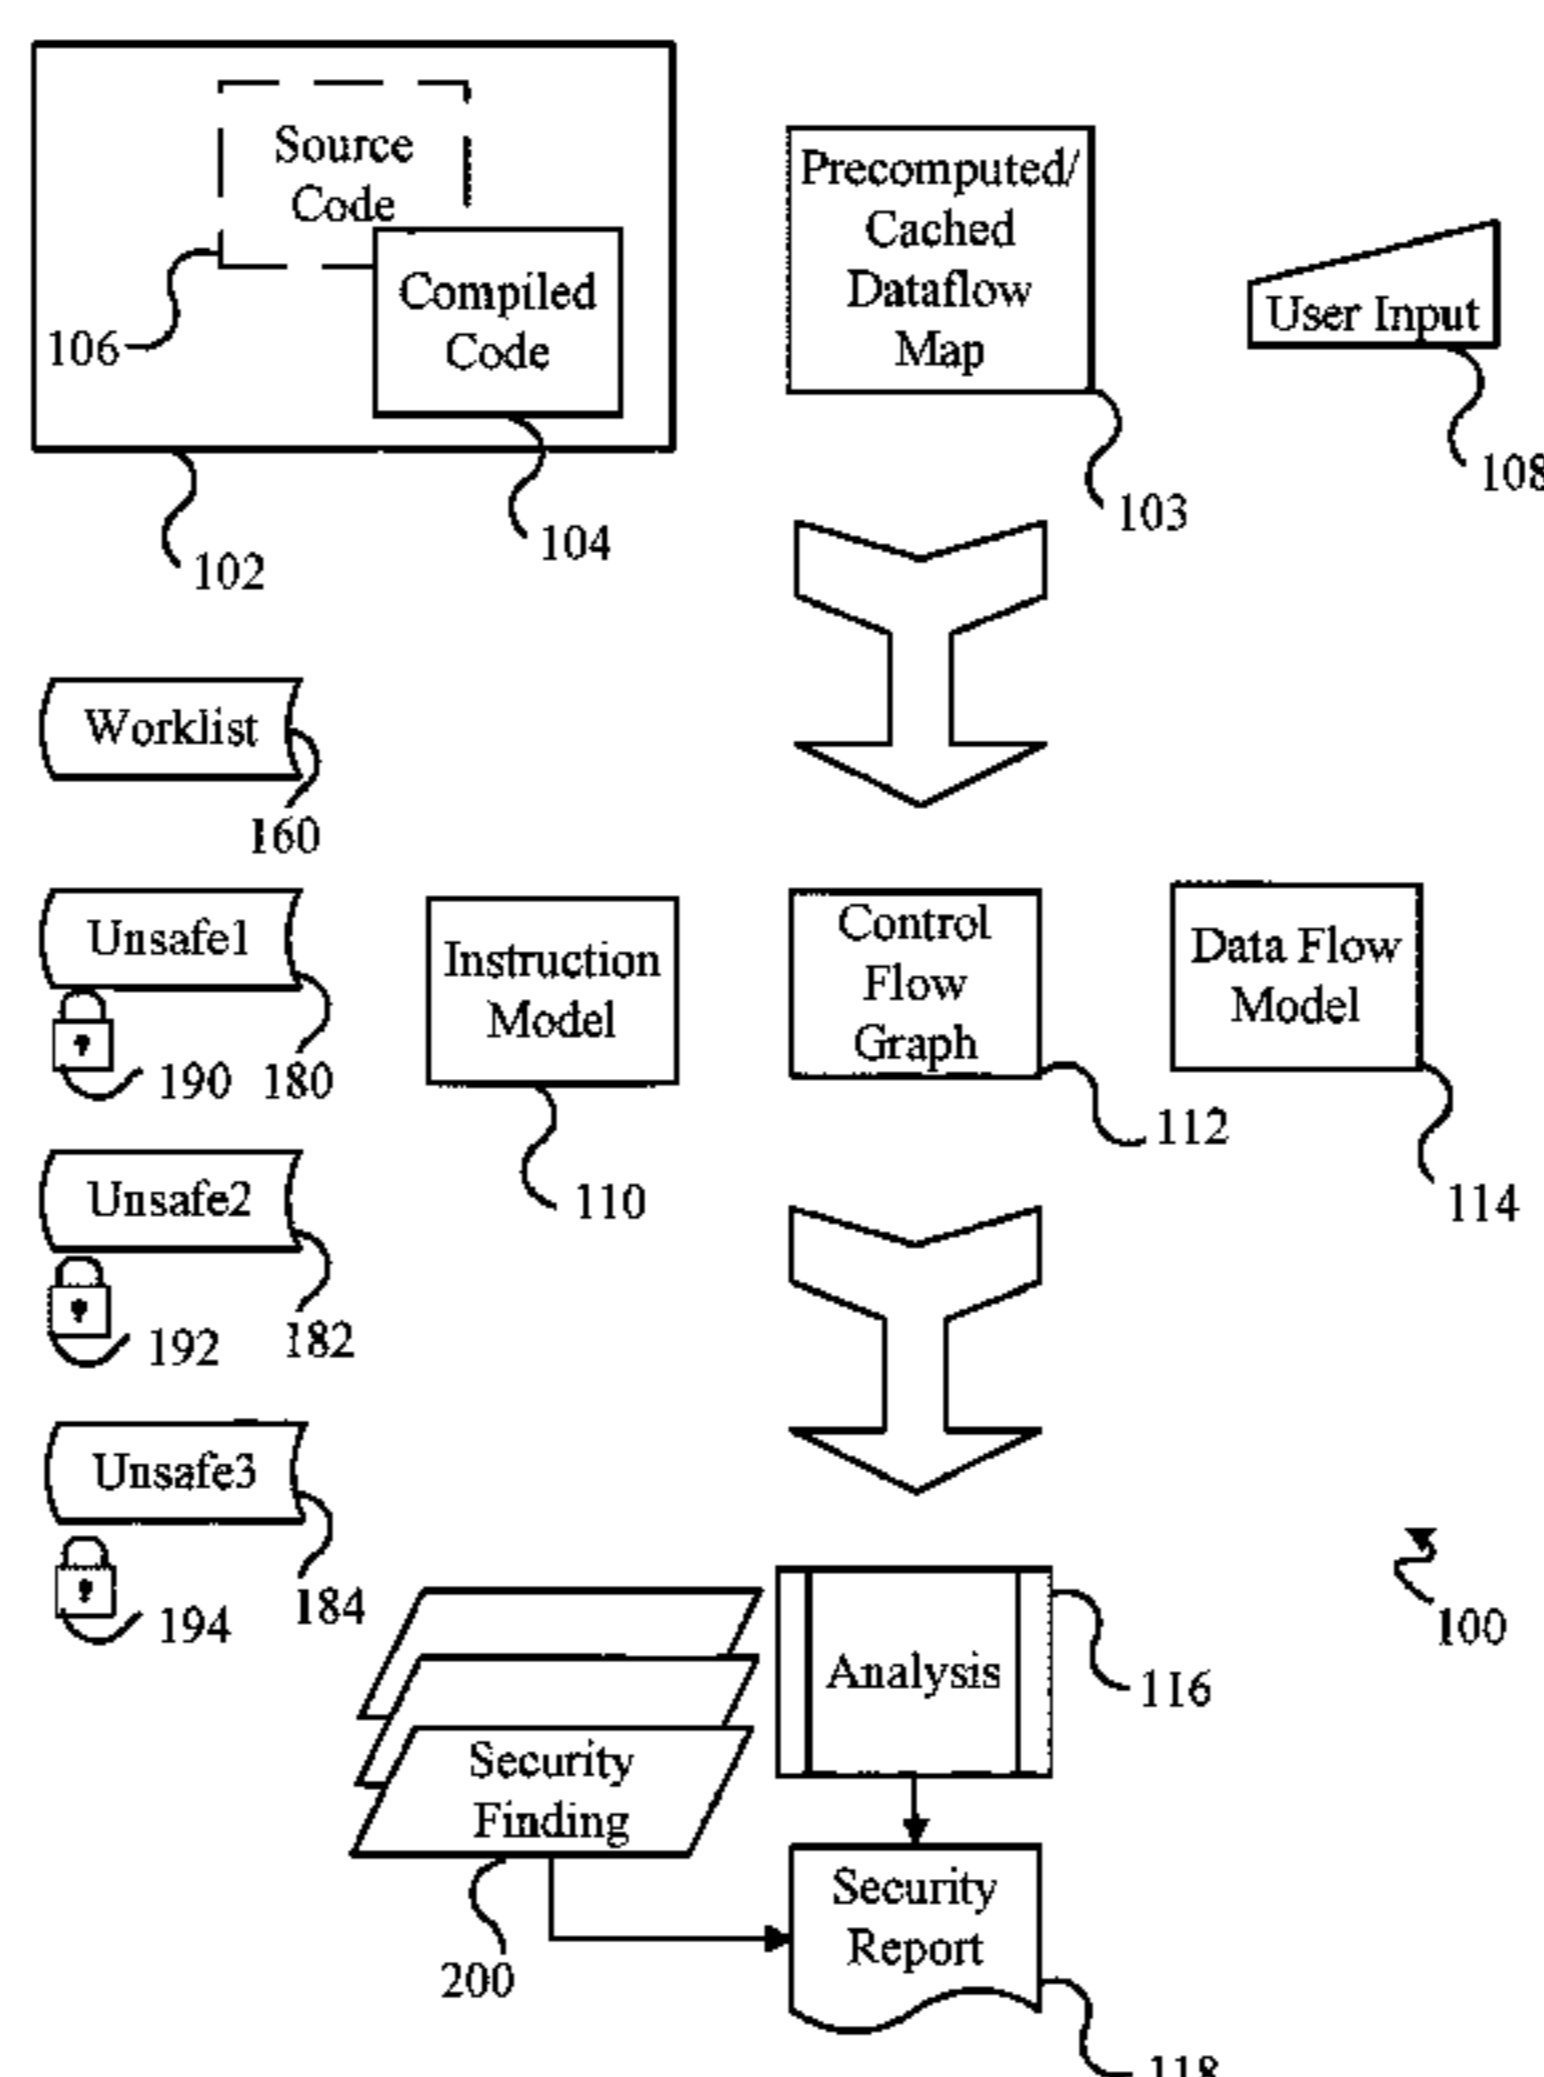 Source
Code
Compiled
Code
106
104
102
Precomputed/
Cached
Dataflow
Map
103
User Input
108
Worklist
160
Unsafe1
190
180
Instruction
Model
110
Control
Flow
Graph
112
Data Flow
Model
114
Unsafe2
192
182
Unsafe3
194
184
Analysis
116
100
Security
Finding
200
Security
Report
118